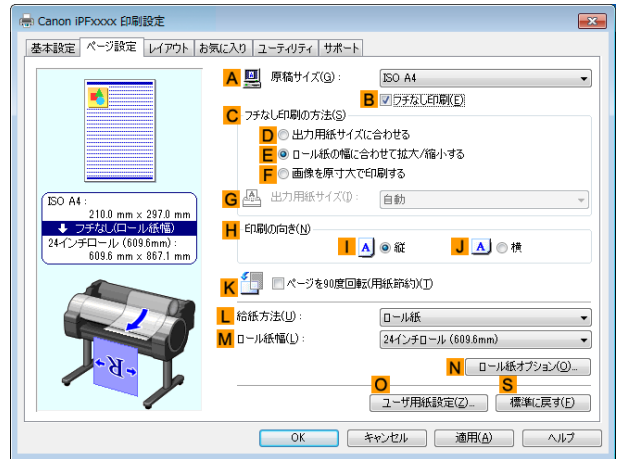 Canon iPFxxxx 印刷設定
基本設定 ページ設定 レイアウト お気に入り ユーティリティ サポート
A 原稿サイズ(G): ISO A4
B フチなし印刷(E)
C フチなし印刷の方法(S)
D 出力用紙サイズに合わせる
E ロール紙の幅に合わせて拡大/縮小する
F 画像を原寸大で印刷する
G 出力用紙サイズ(I): 自動
ISO A4:
210.0 mm x 297.0 mm
フチなし(ロール紙幅)
24インチロール (609.6mm):
609.6 mm x 867.1 mm
H 印刷の向き(N)
I A 縦 J A 横
K ページを90度回転(用紙節約)(T)
L 給紙方法(U): ロール紙
M ロール紙幅(L): 24インチロール (609.6mm)
N ロール紙オプション(O)...
O S
ユーザ用紙設定(Z)... 標準に戻す(F)
R
OK キャンセル 適用(A) ヘルプ